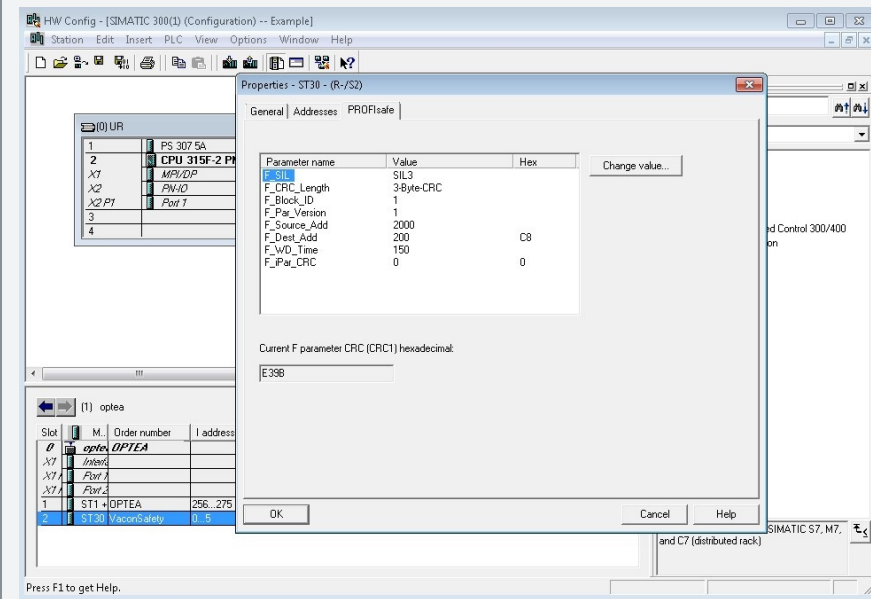 HW Config - [SIMATIC 300(1) (Configuration) -- Example]
Station Edit Insert PLC View Options Window Help
Properties - ST30 - (R-/S2)
General Addresses PROFIsafe
(0) UR
1 PS 307 5A
2 CPU 315F-2 PN
X1 MPI/DP
X2 PN-IO
X2 P1 Port 1
3
4
Parameter name Value Hex
F_SIL SIL3
F_CRC_Length 3-Byte-CRC
F_Block_ID 1
F_Par_Version 1
F_Source_Add 2000
F_Dest_Add 200 C8
F_WD_Time 150
F_iPar_CRC 0 0
Change value...
ed Control 300/400
on
Current F parameter CRC (CRC1) hexadecimal:
E39B
(1) optea
Slot M.. Order number I address
0 optea OPTEA
X1 Interfa
X1 Port 1
X1 Port 2
1 ST1 + OPTEA 256...275
2 ST30 VaconSafety 0...5
OK Cancel Help
SIMATIC S7, M7,
and C7 (distributed rack)
Press F1 to get Help.